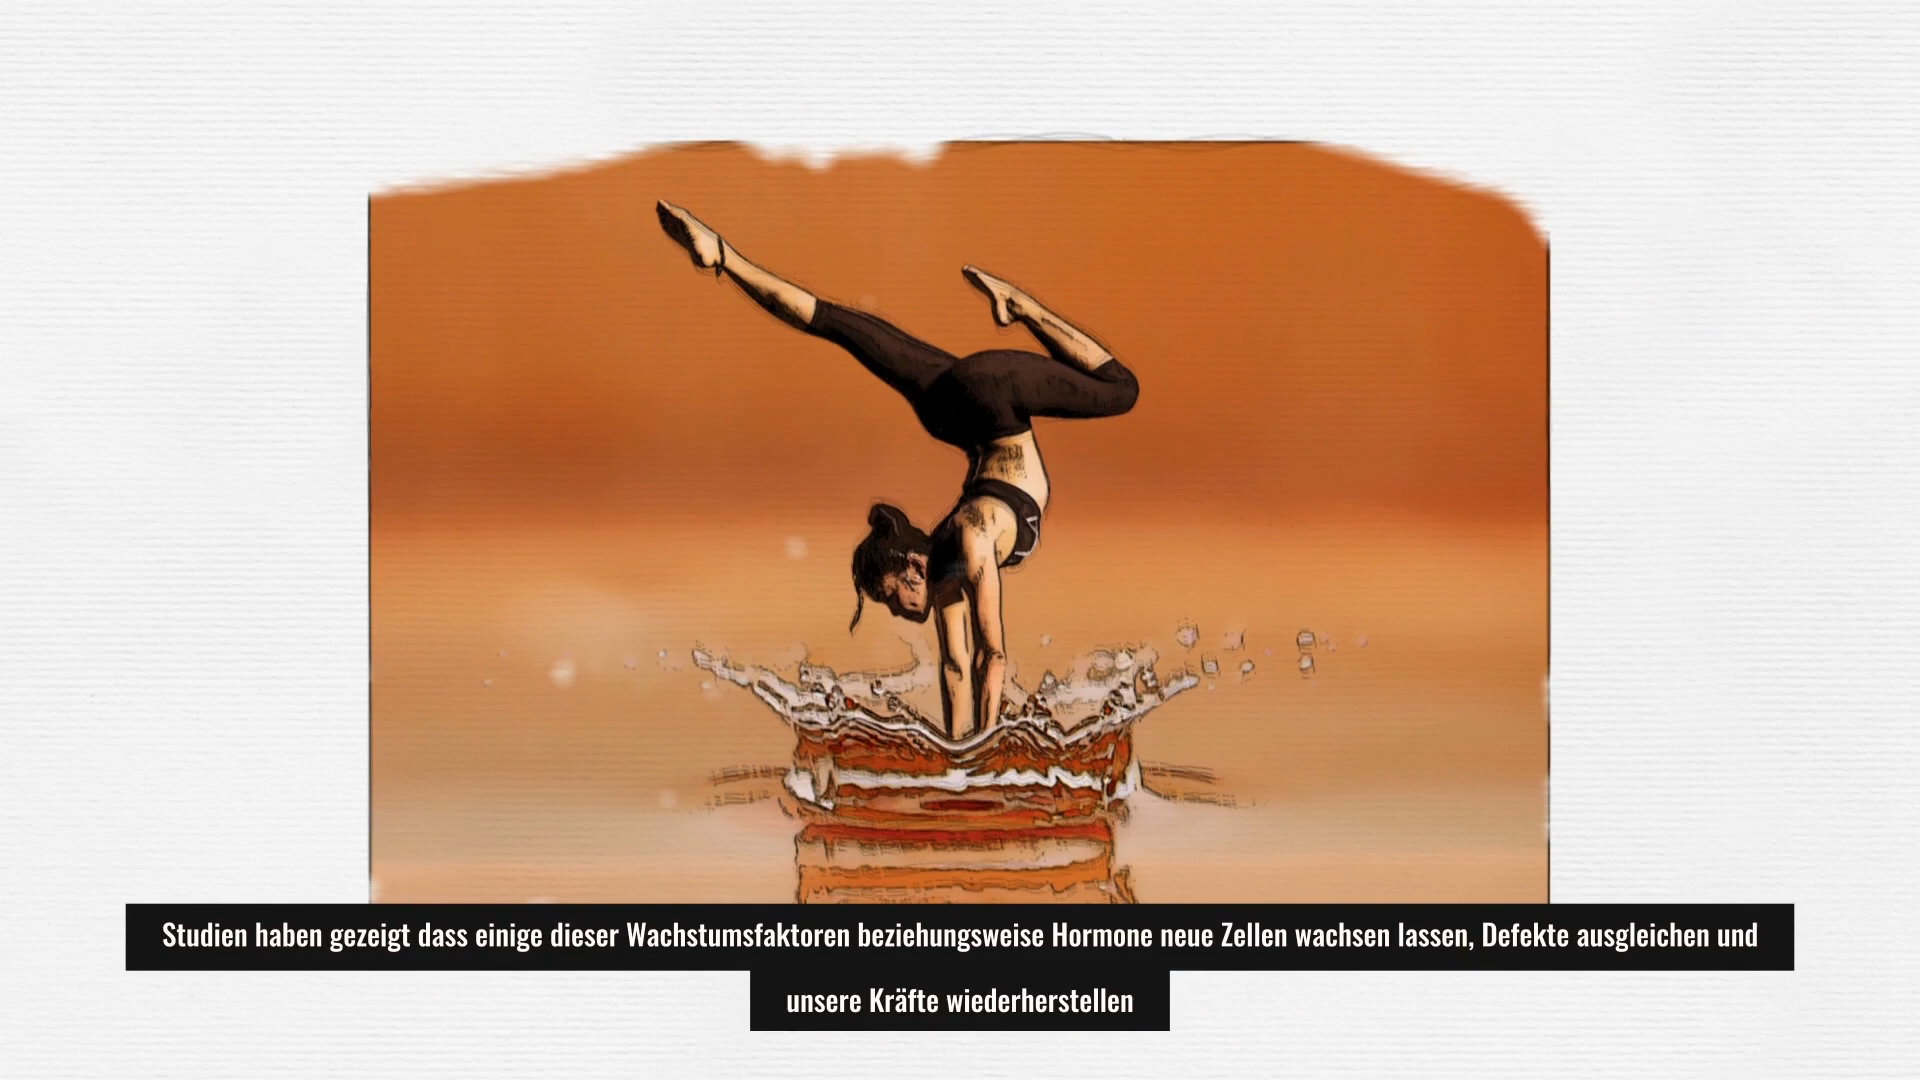 Studien haben gezeigt dass einige dieser Wachstumsfaktoren beziehungsweise Hormone neue Zellen wachsen lassen, Defekte ausgleichen und
unsere Kräfte wiederherstellen